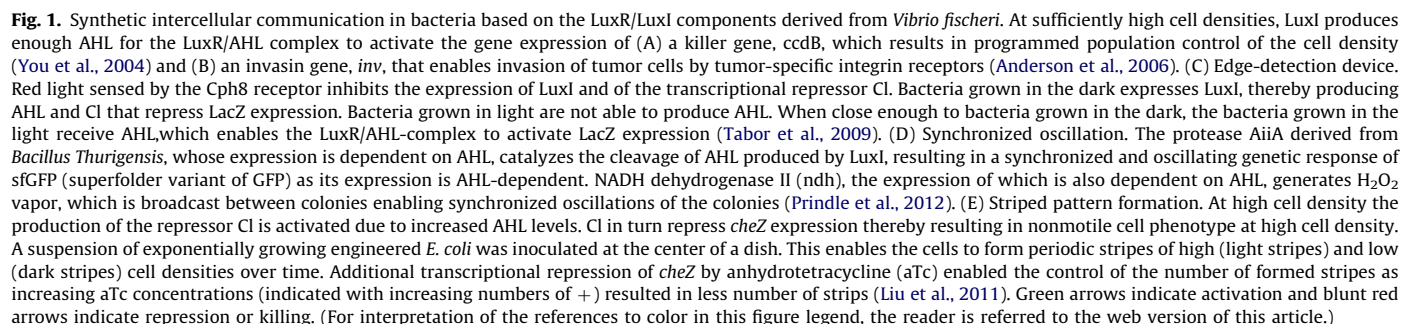 Fig. 1. Synthetic intercellular communication in bacteria based on the LuxR/LuxI components derived from Vibrio fischeri. At sufficiently high cell densities, LuxI produces
enough AHL for the LuxR/AHL complex to activate the gene expression of (A) a killer gene, ccdB, which results in programmed population control of the cell density
(You et al., 2004) and (B) an invasin gene, inv, that enables invasion of tumor cells by tumor-specific integrin receptors (Anderson et al., 2006). (C) Edge-detection device.
Red light sensed by the Cph8 receptor inhibits the expression of LuxI and of the transcriptional repressor Cl. Bacteria grown in the dark expresses LuxI, thereby producing
AHL and Cl that repress LacZ expression. Bacteria grown in light are not able to produce AHL. When close enough to bacteria grown in the dark, the bacteria grown in the
light receive AHL,which enables the LuxR/AHL-complex to activate LacZ expression (Tabor et al., 2009). (D) Synchronized oscillation. The protease AiiA derived from
Bacillus Thurigensis, whose expression is dependent on AHL, catalyzes the cleavage of AHL produced by LuxI, resulting in a synchronized and oscillating genetic response of
sfGFP (superfolder variant of GFP) as its expression is AHL-dependent. NADH dehydrogenase II (ndh), the expression of which is also dependent on AHL, generates H₂O₂
vapor, which is broadcast between colonies enabling synchronized oscillations of the colonies (Prindle et al., 2012). (E) Striped pattern formation. At high cell density the
production of the repressor Cl is activated due to increased AHL levels. Cl in turn repress cheZ expression thereby resulting in nonmotile cell phenotype at high cell density.
A suspension of exponentially growing engineered E. coli was inoculated at the center of a dish. This enables the cells to form periodic stripes of high (light stripes) and low
(dark stripes) cell densities over time. Additional transcriptional repression of cheZ by anhydrotetracycline (aTc) enabled the control of the number of formed stripes as
increasing aTc concentrations (indicated with increasing numbers of +) resulted in less number of strips (Liu et al., 2011). Green arrows indicate activation and blunt red
arrows indicate repression or killing. (For interpretation of the references to color in this figure legend, the reader is referred to the web version of this article.)